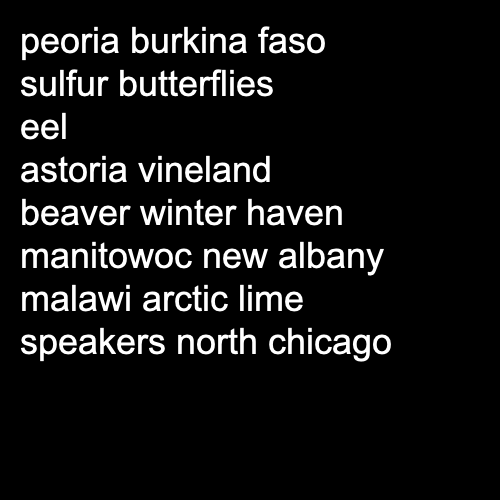 peoria burkina faso
sulfur butterflies
eel
astoria vineland
beaver winter haven
manitowoc new albany
malawi arctic lime
speakers north chicago